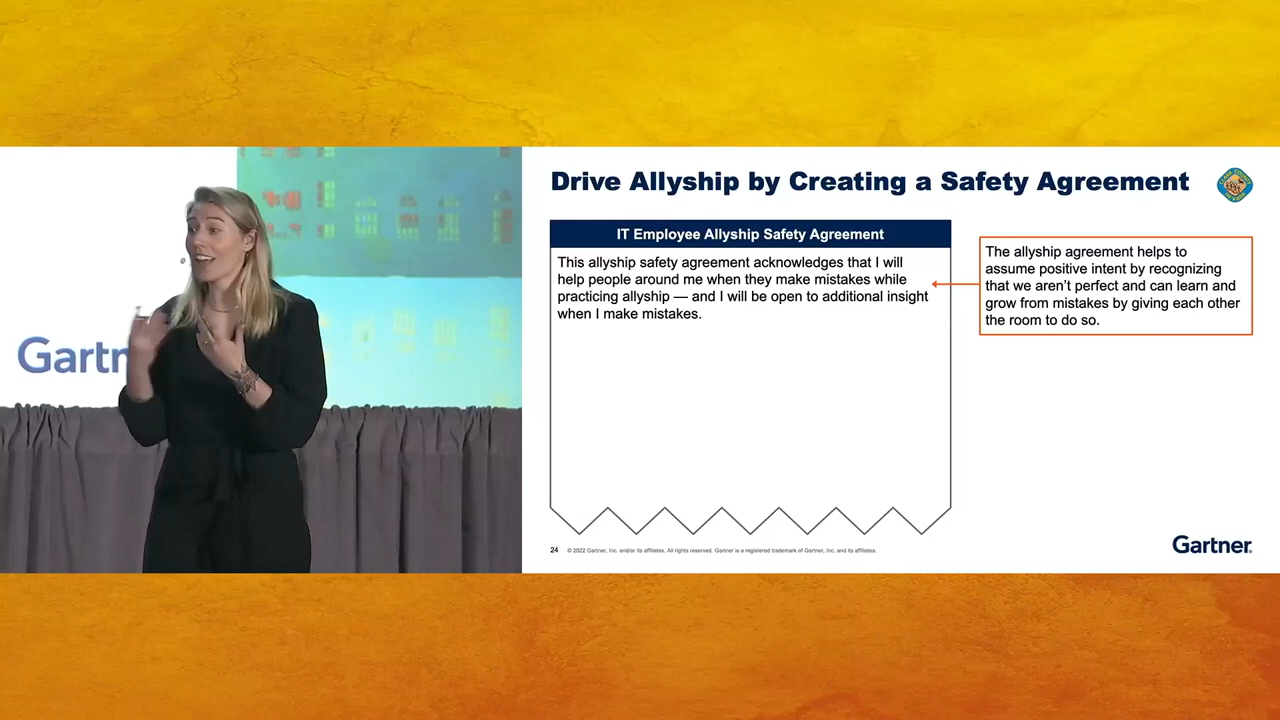 Gartn
Drive Allyship by Creating a Safety Agreement
CLARK COUNTY
NEVADA
IT Employee Allyship Safety Agreement
This allyship safety agreement acknowledges that I will
help people around me when they make mistakes while
practicing allyship — and I will be open to additional insight
when I make mistakes.
The allyship agreement helps to
assume positive intent by recognizing
that we aren’t perfect and can learn and
grow from mistakes by giving each other
the room to do so.
24 © 2022 Gartner, Inc. and/or its affiliates. All rights reserved. Gartner is a registered trademark of Gartner, Inc. and its affiliates.
Gartner®